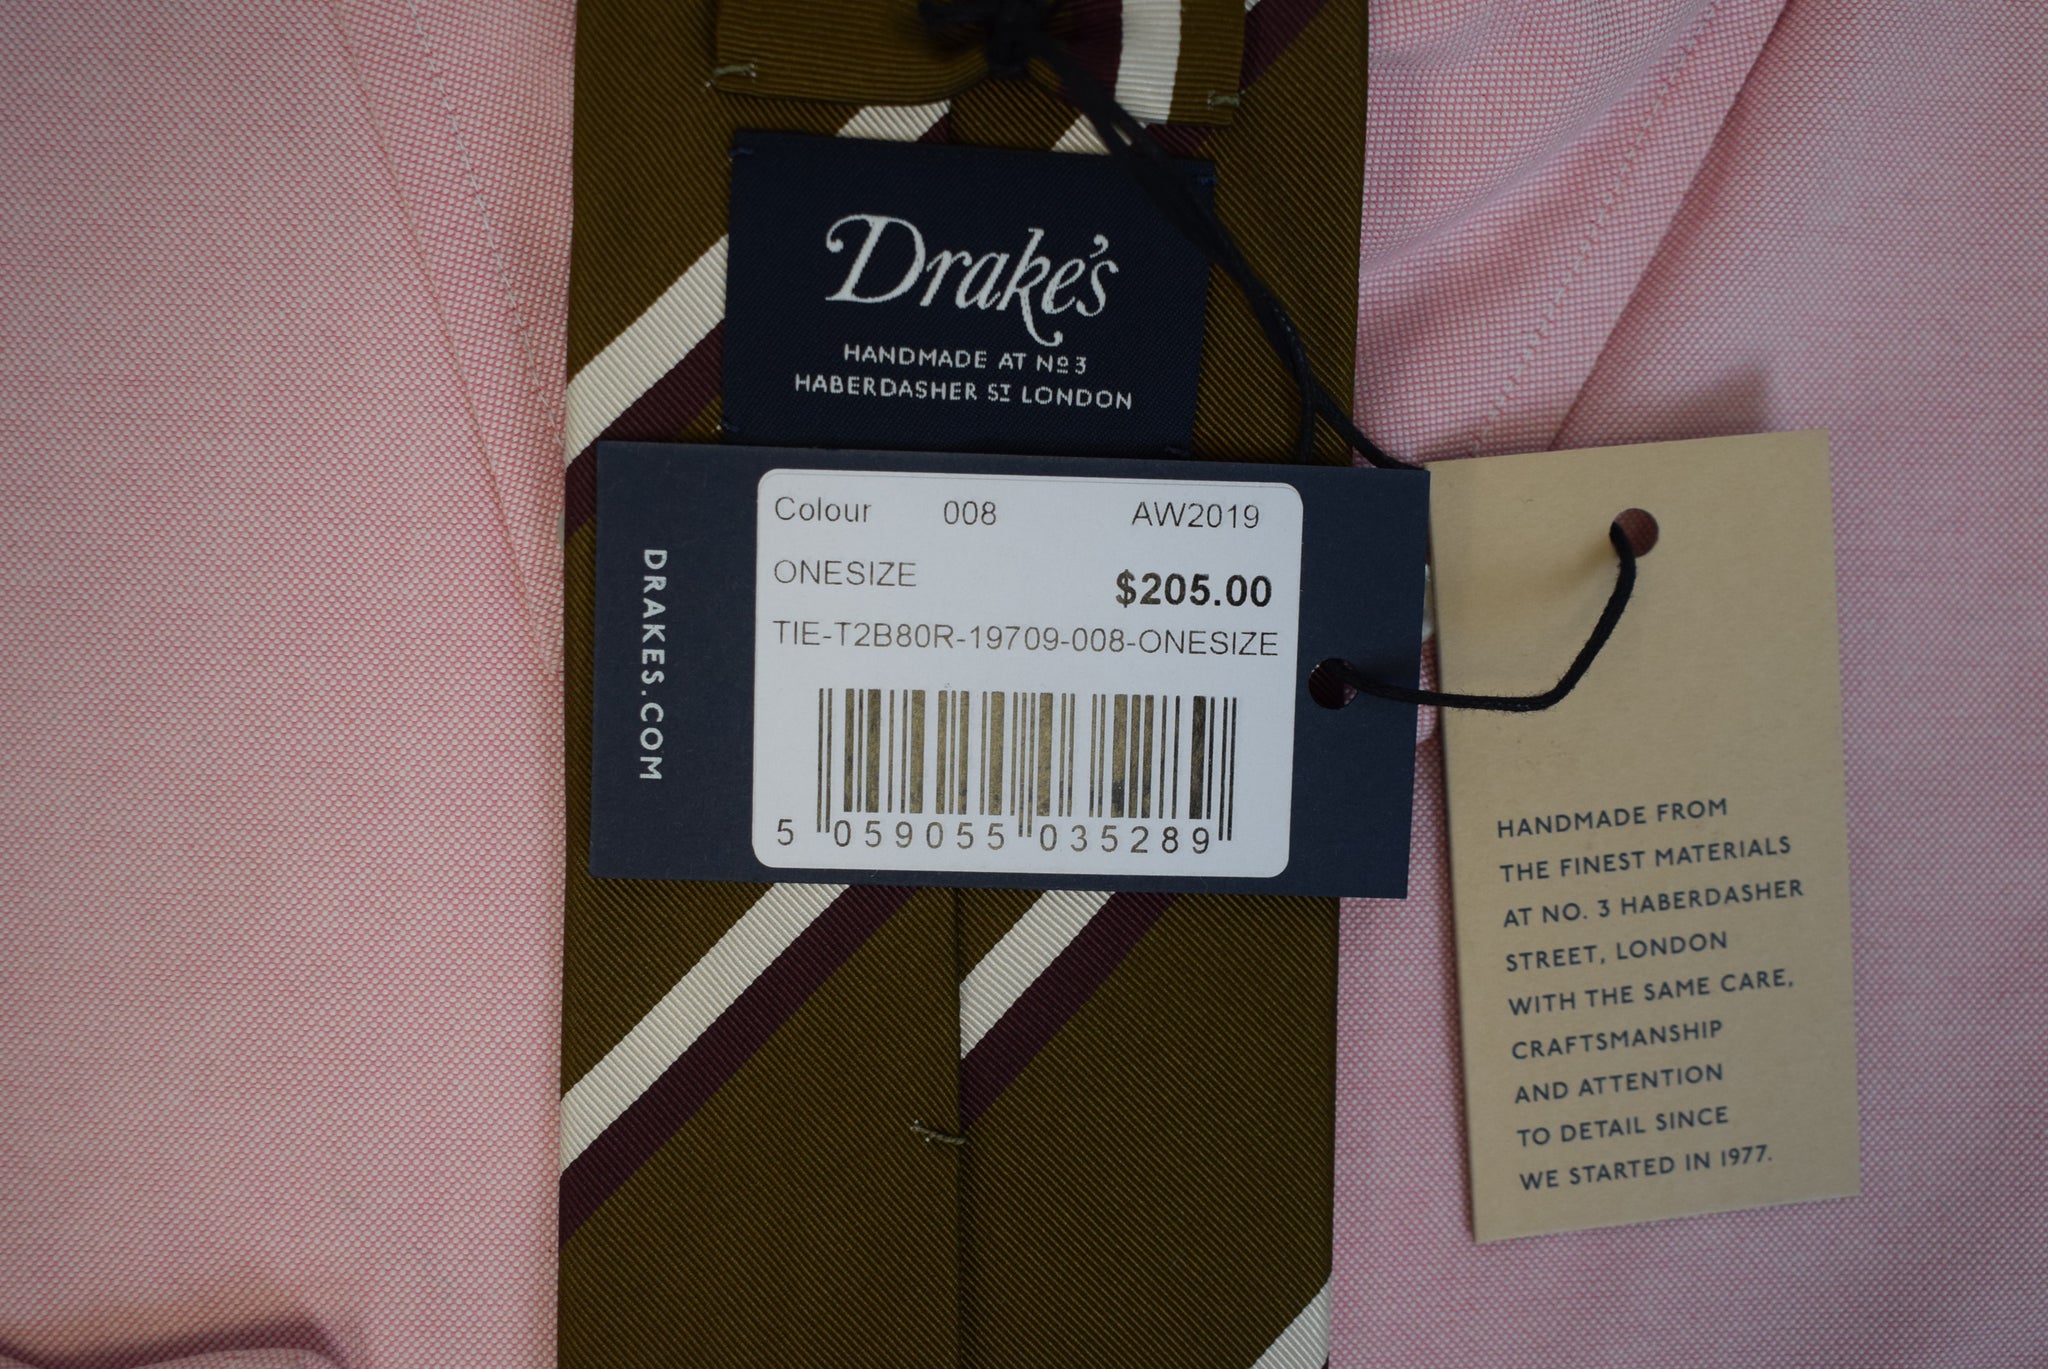 Drake's
HANDMADE AT Nº 3
HABERDASHER ST LONDON
DRAKES.COM
Colour 008 AW2019
ONESIZE $205.00
TIE-T2B80R-19709-008-ONESIZE
5 059055 035289
HANDMADE FROM
THE FINEST MATERIALS
AT NO. 3 HABERDASHER
STREET, LONDON
WITH THE SAME CARE,
CRAFTSMANSHIP
AND ATTENTION
TO DETAIL SINCE
WE STARTED IN 1977.